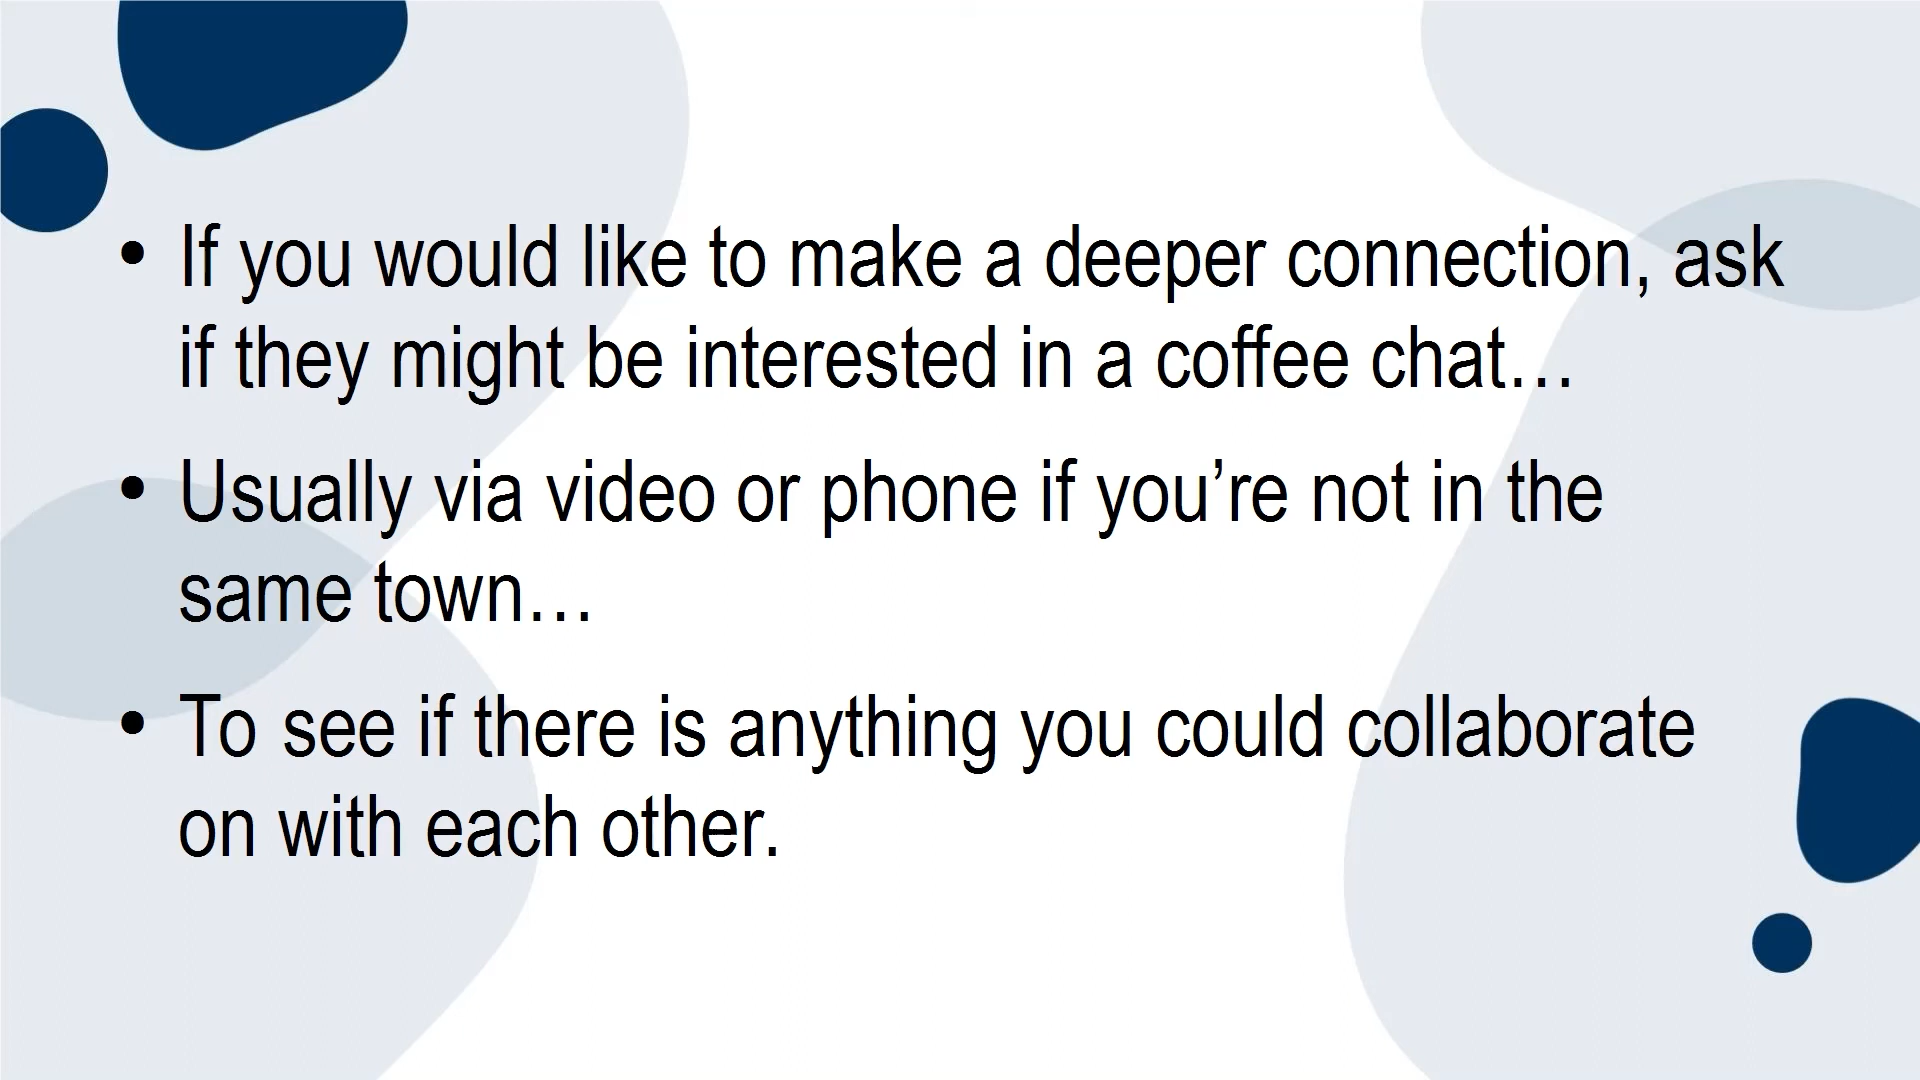 • If you would like to make a deeper connection, ask
if they might be interested in a coffee chat…
• Usually via video or phone if you’re not in the
same town…
• To see if there is anything you could collaborate
on with each other.